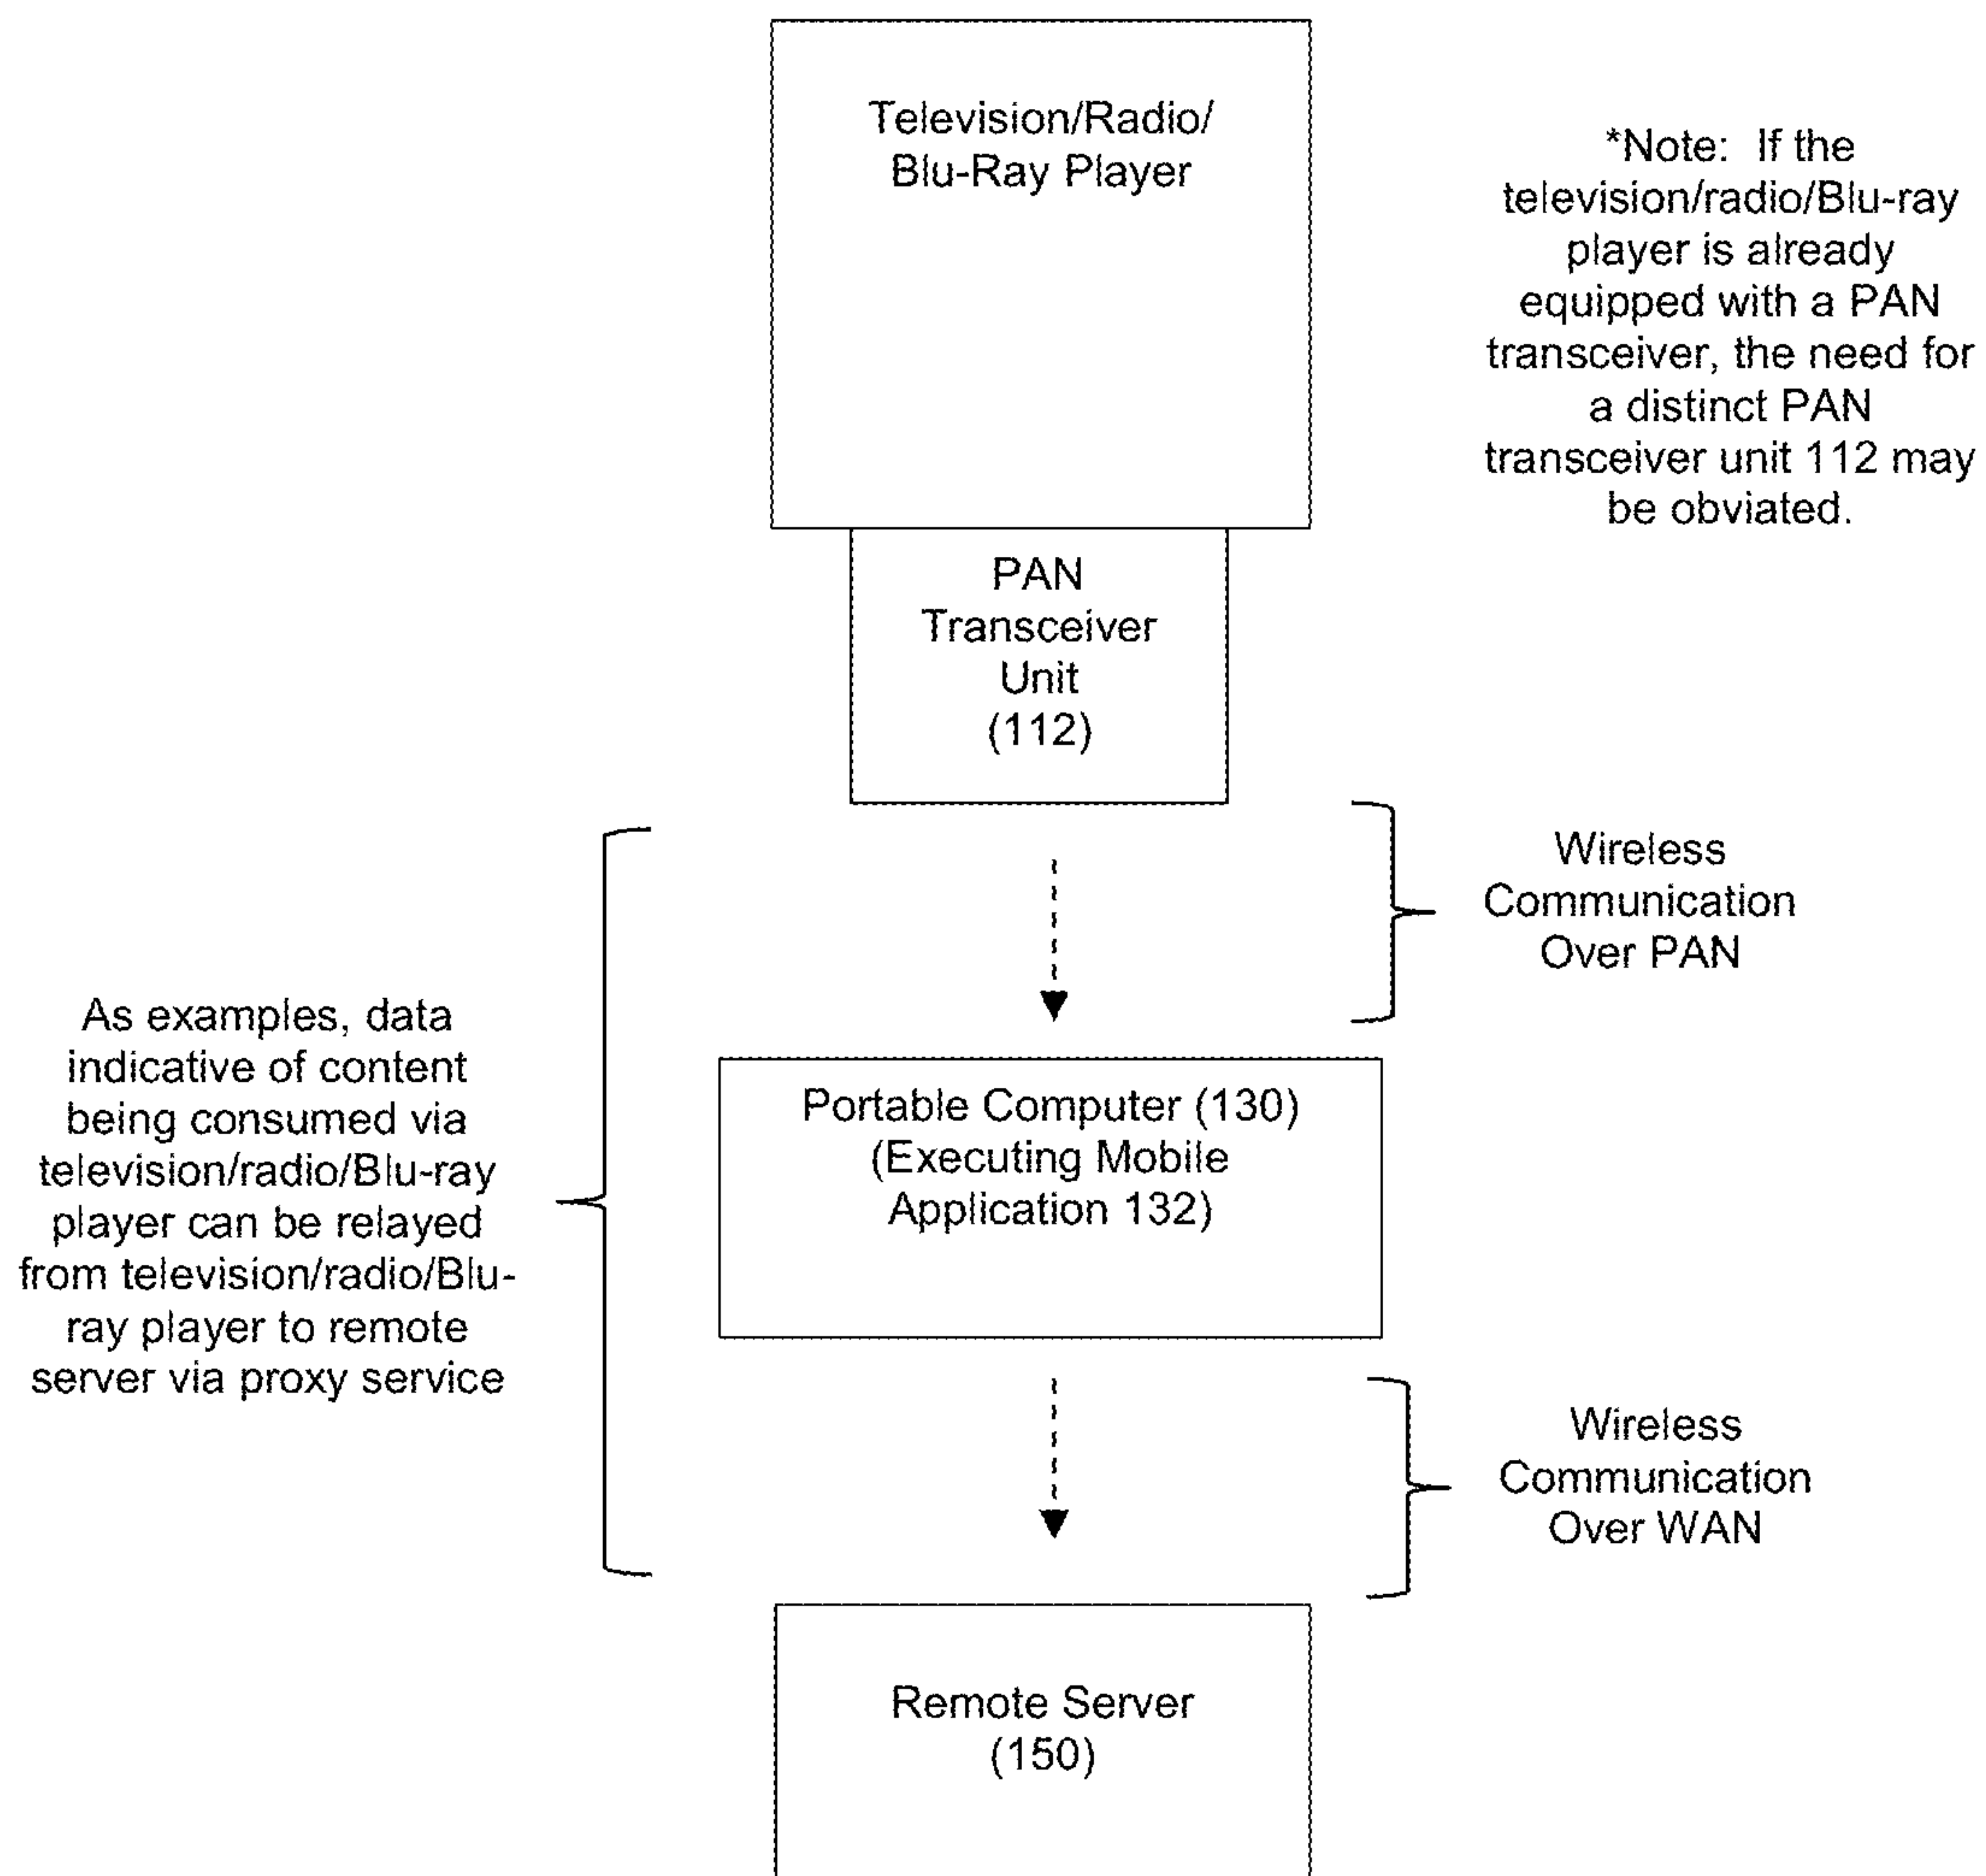 Television/Radio/
Blu-Ray Player
*Note: If the
television/radio/Blu-ray
player is already
equipped with a PAN
transceiver, the need for
a distinct PAN
transceiver unit 112 may
be obviated.
PAN
Transceiver
Unit
(112)
Wireless
Communication
Over PAN
As examples, data
indicative of content
being consumed via
television/radio/Blu-ray
player can be relayed
from television/radio/Blu-
ray player to remote
server via proxy service
Portable Computer (130)
(Executing Mobile
Application 132)
Wireless
Communication
Over WAN
Remote Server
(150)